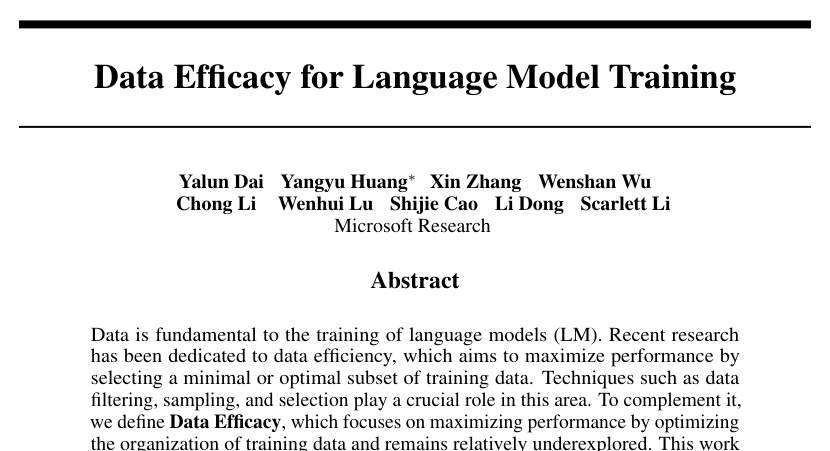 Data Efficacy for Language Model Training
Yalun Dai Yangyu Huang* Xin Zhang Wenshan Wu
Chong Li Wenhui Lu Shijie Cao Li Dong Scarlett Li
Microsoft Research
Abstract
Data is fundamental to the training of language models (LM). Recent research
has been dedicated to data efficiency, which aims to maximize performance by
selecting a minimal or optimal subset of training data. Techniques such as data
filtering, sampling, and selection play a crucial role in this area. To complement it,
we define Data Efficacy, which focuses on maximizing performance by optimizing
the organization of training data and remains relatively underexplored. This work